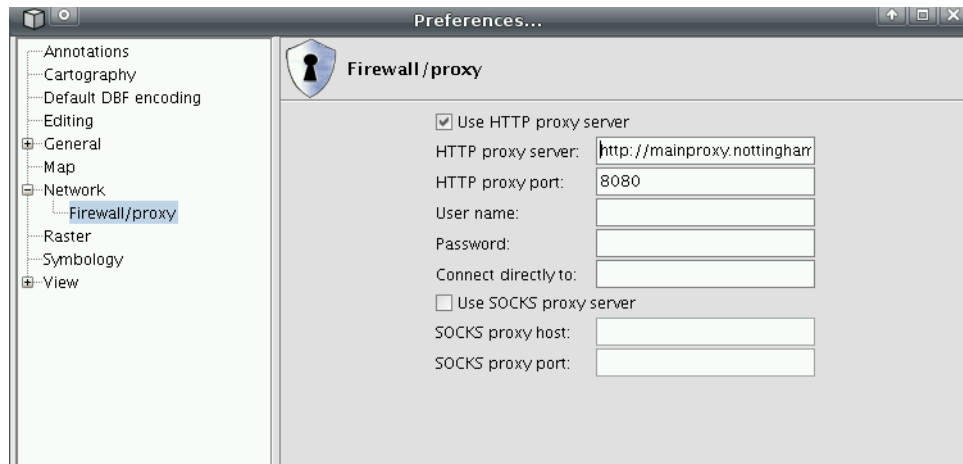 Preferences...
Annotations
Cartography
Default DBF encoding
Editing
General
Map
Network
Firewall/proxy
Raster
Symbology
View
Firewall/proxy
Use HTTP proxy server
HTTP proxy server: http://mainproxy.nottingham
HTTP proxy port: 8080
User name:
Password:
Connect directly to:
Use SOCKS proxy server
SOCKS proxy host:
SOCKS proxy port: